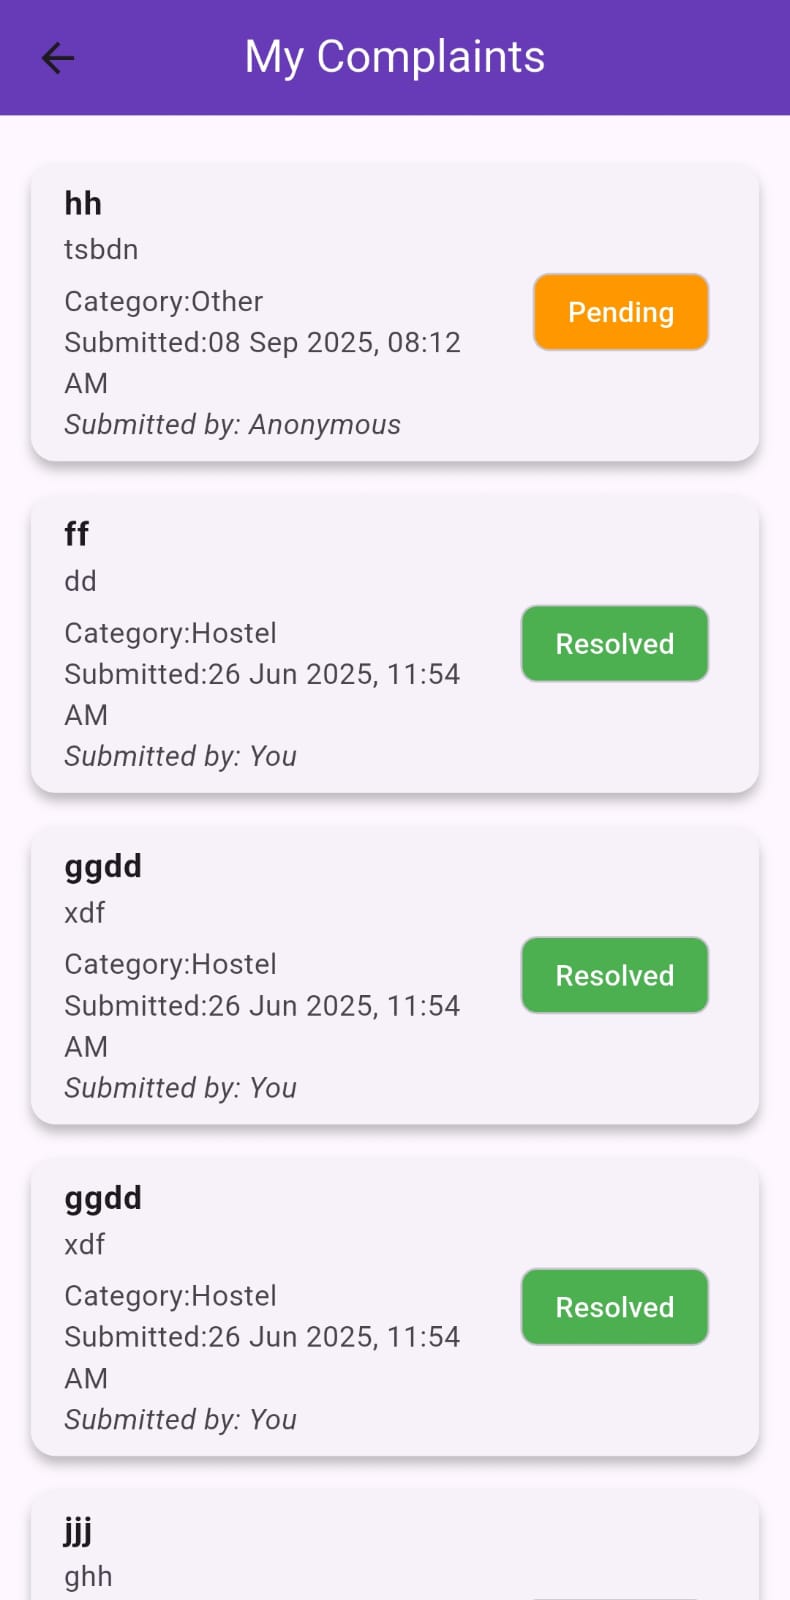 My Complaints
hh
tsbdn
Category:Other
Submitted:08 Sep 2025, 08:12
AM
Submitted by: Anonymous
Pending
ff
dd
Category:Hostel
Submitted:26 Jun 2025, 11:54
AM
Submitted by: You
Resolved
ggdd
xdf
Category:Hostel
Submitted:26 Jun 2025, 11:54
AM
Submitted by: You
Resolved
ggdd
xdf
Category:Hostel
Submitted:26 Jun 2025, 11:54
AM
Submitted by: You
Resolved
jjj
ghh